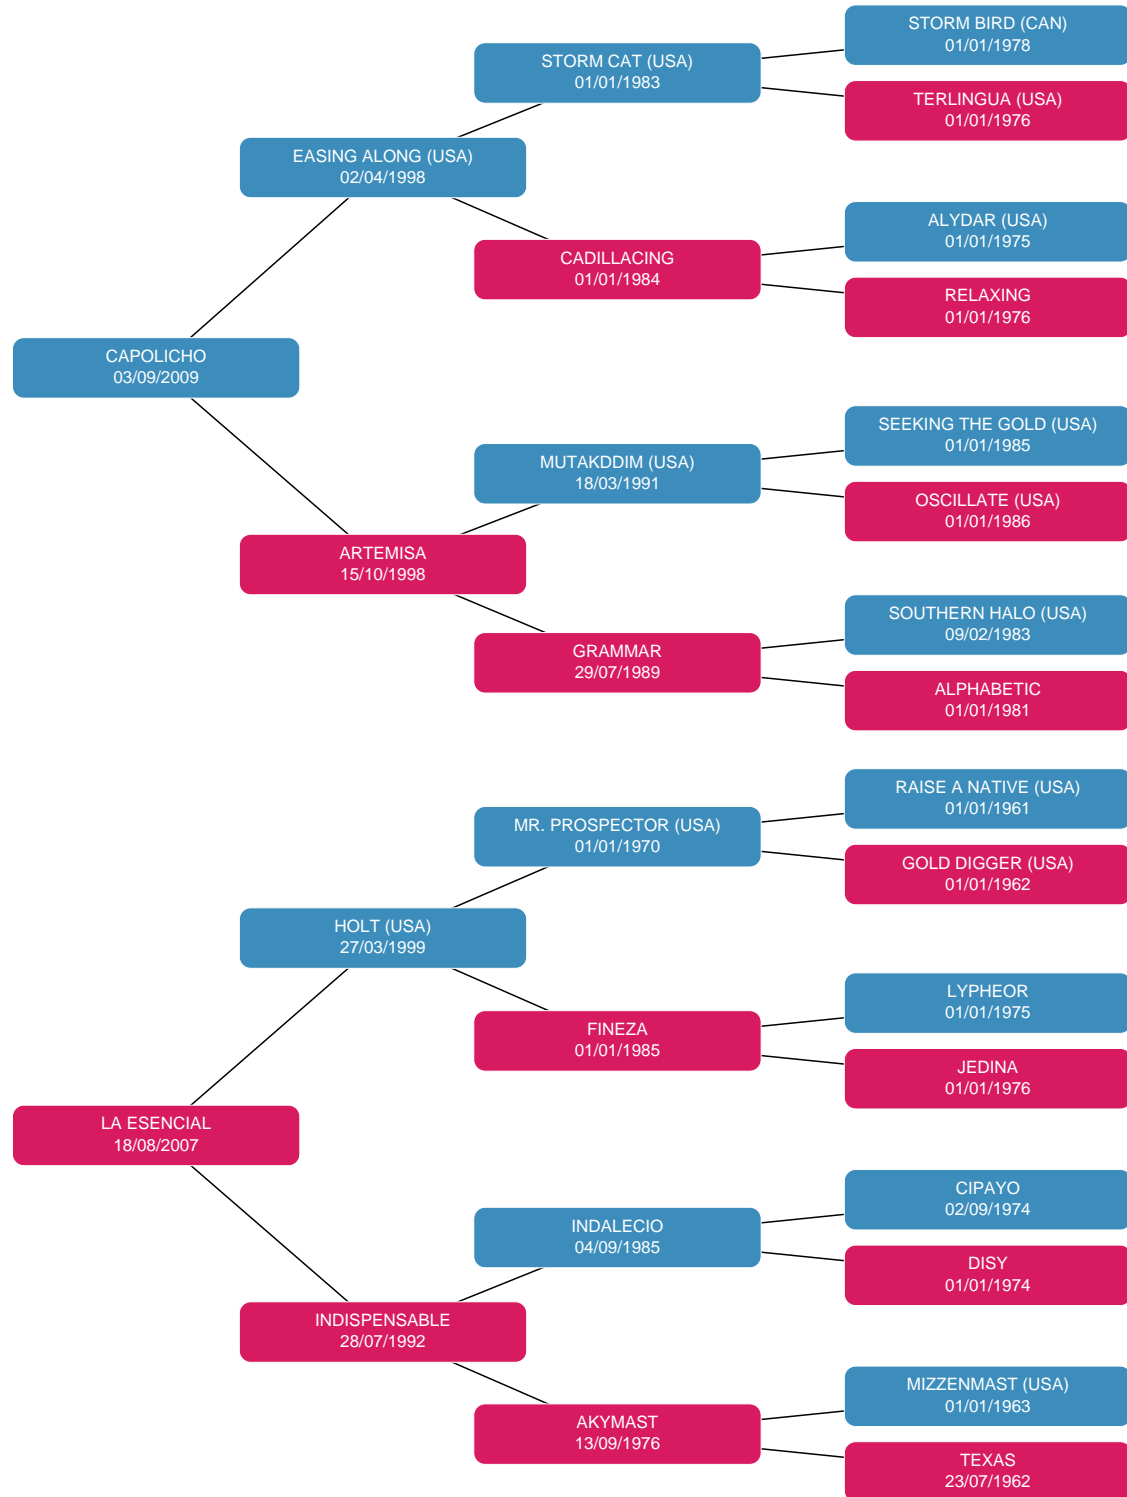 STORM BIRD (CAN)
01/01/1978
STORM CAT (USA)
01/01/1983
TERLINGUA (USA)
01/01/1976
EASING ALONG (USA)
02/04/1998
ALYDAR (USA)
01/01/1975
CADILLACING
01/01/1984
RELAXING
01/01/1976
CAPOLICHO
03/09/2009
SEEKING THE GOLD (USA)
01/01/1985
MUTAKDDIM (USA)
18/03/1991
OSCILLATE (USA)
01/01/1986
ARTEMISA
15/10/1998
SOUTHERN HALO (USA)
09/02/1983
GRAMMAR
29/07/1989
ALPHABETIC
01/01/1981
RAISE A NATIVE (USA)
01/01/1961
MR. PROSPECTOR (USA)
01/01/1970
GOLD DIGGER (USA)
01/01/1962
HOLT (USA)
27/03/1999
LYPHEOR
01/01/1975
FINEZA
01/01/1985
JEDINA
01/01/1976
LA ESENCIAL
18/08/2007
CIPAYO
02/09/1974
INDALECIO
04/09/1985
DISY
01/01/1974
INDISPENSABLE
28/07/1992
MIZZENMAST (USA)
01/01/1963
AKYMAST
13/09/1976
TEXAS
23/07/1962